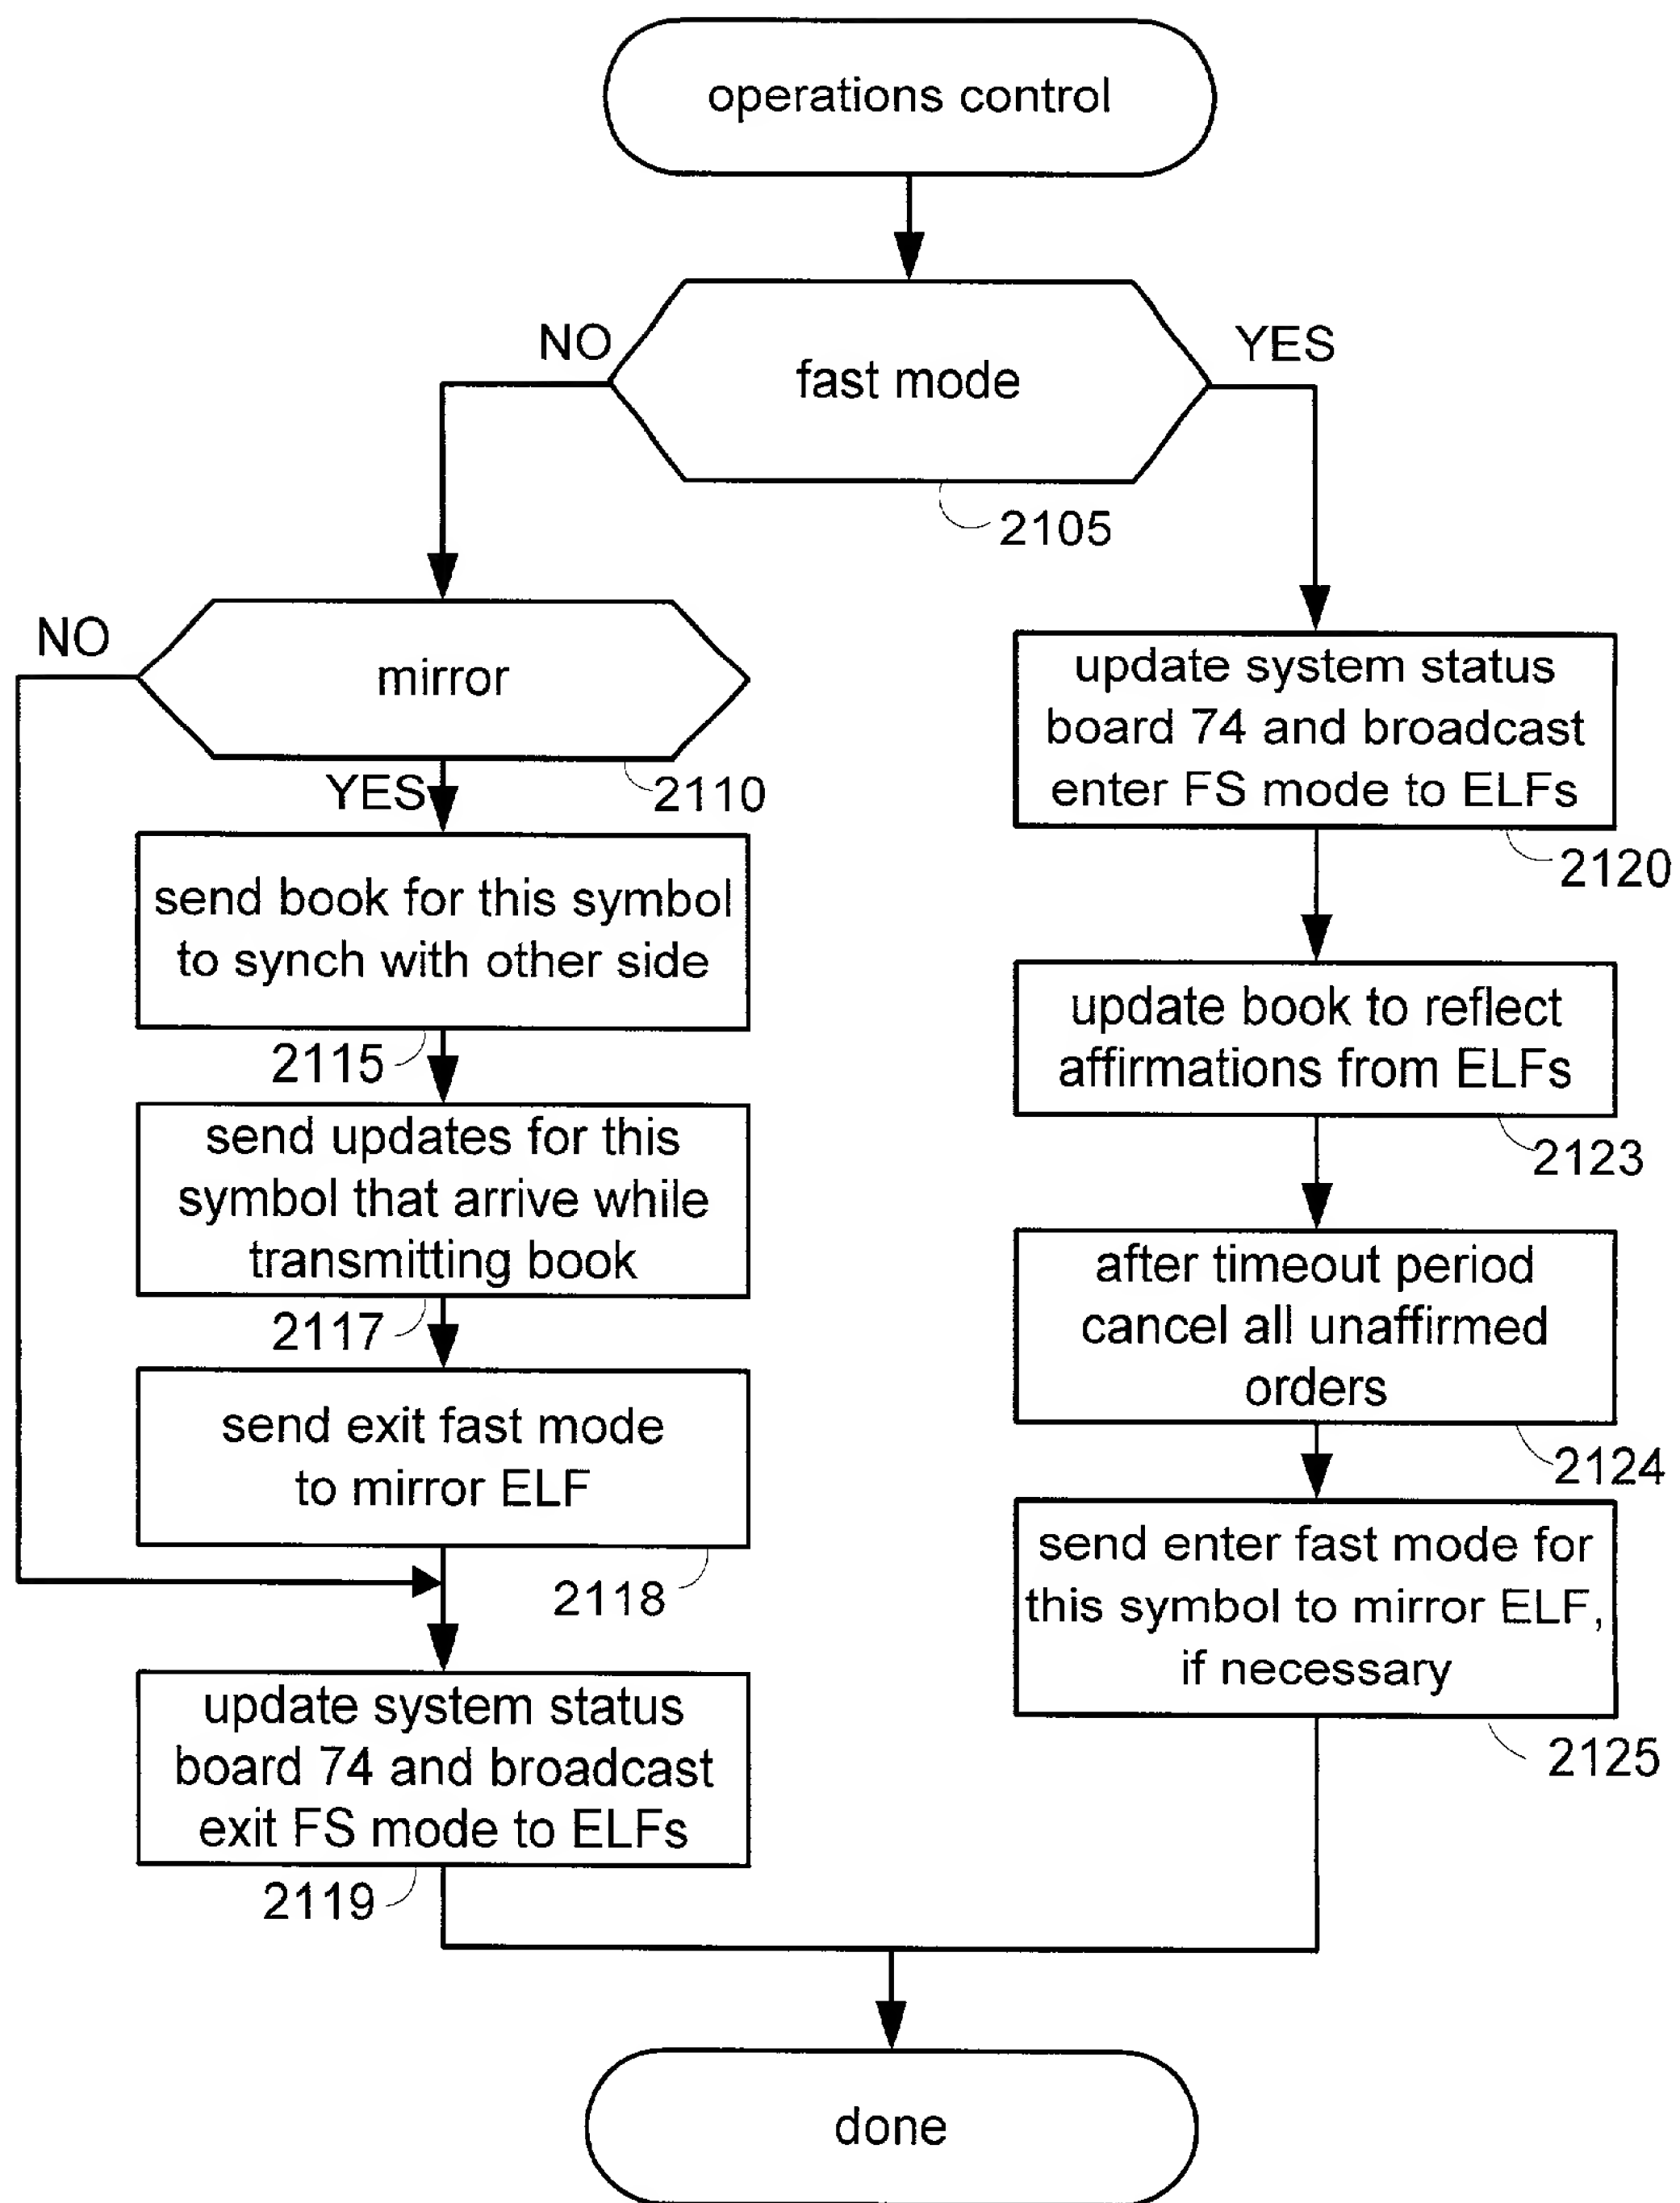 operations control
NO
YES
fast mode
2105
NO
mirror
YES
2110
send book for this symbol
to synch with other side
2115
send updates for this
symbol that arrive while
transmitting book
2117
send exit fast mode
to mirror ELF
2118
update system status
board 74 and broadcast
exit FS mode to ELFs
2119
update system status
board 74 and broadcast
enter FS mode to ELFs
2120
update book to reflect
affirmations from ELFs
2123
after timeout period
cancel all unaffirmed
orders
2124
send enter fast mode for
this symbol to mirror ELF,
if necessary
2125
done